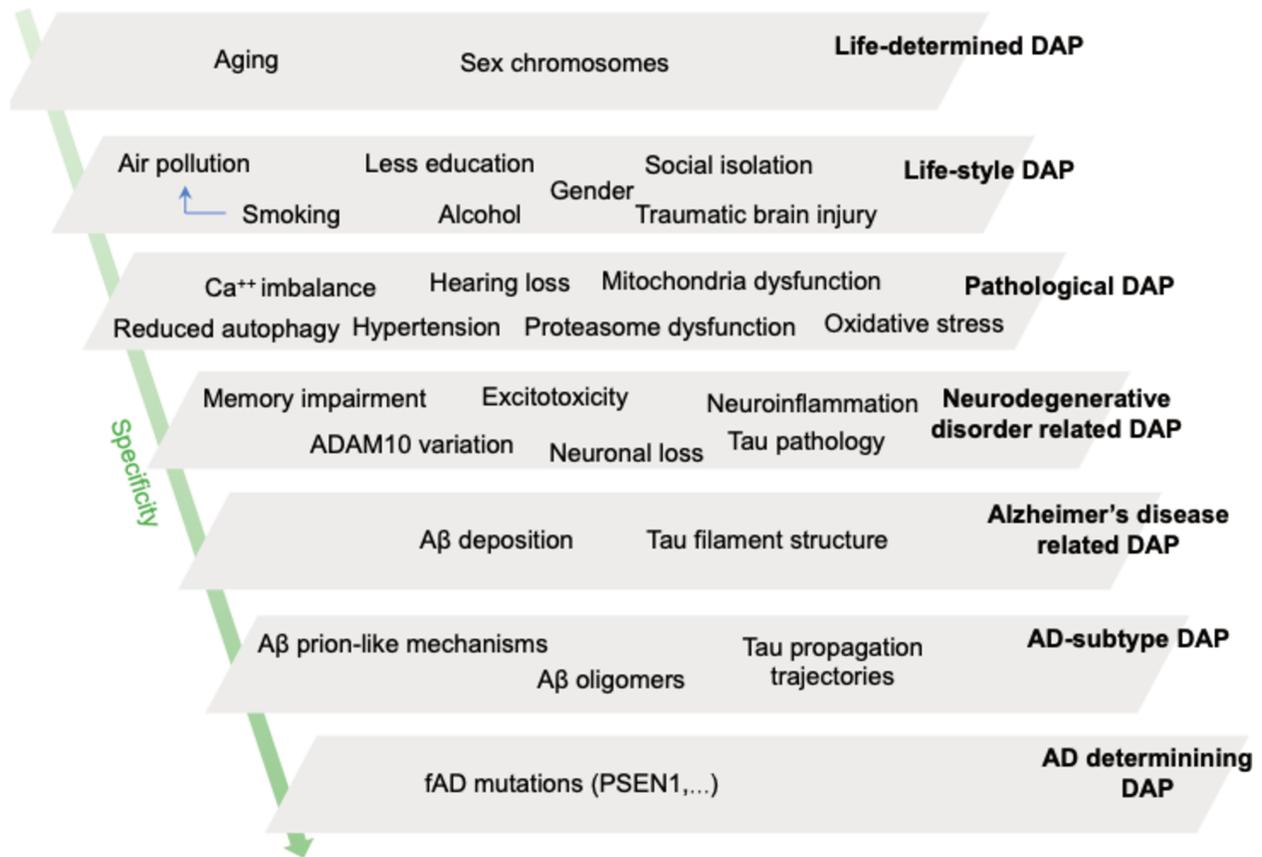 Aging
Sex chromosomes
Life-determined DAP
Air pollution
Less education
Social isolation
Life-style DAP
Gender
Smoking
Alcohol
Traumatic brain injury
Ca⁺⁺ imbalance
Hearing loss
Mitochondria dysfunction
Pathological DAP
Reduced autophagy
Hypertension
Proteasome dysfunction
Oxidative stress
Memory impairment
Excitotoxicity
Neuroinflammation
Neurodegenerative
disorder related DAP
ADAM10 variation
Neuronal loss
Tau pathology
Specificity
Aβ deposition
Tau filament structure
Alzheimer’s disease
related DAP
Aβ prion-like mechanisms
Aβ oligomers
Tau propagation
trajectories
AD-subtype DAP
fAD mutations (PSEN1,...)
AD determinining
DAP